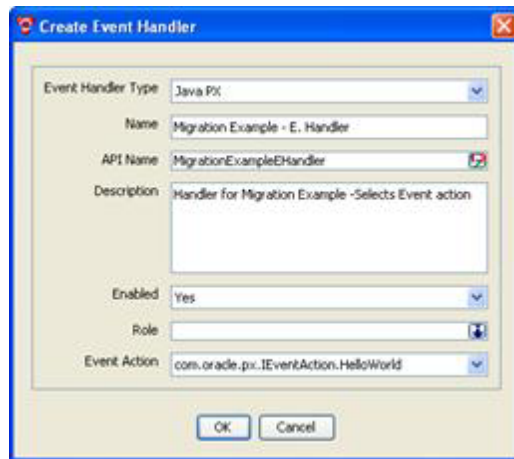 Create Event Handler
Event Handler Type Java PX
Name Migration Example - E. Handler
API Name MigrationExampleEHandler
Description Handler for Migration Example -Selects Event action
Enabled Yes
Role
Event Action com.oracle.px.IEventAction.HelloWorld
OK Cancel